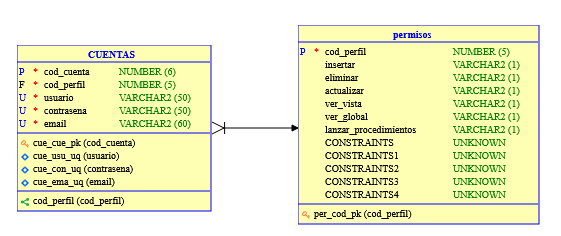 CUENTAS
P * cod_cuenta NUMBER (6)
F * cod_perfil NUMBER (5)
U * usuario VARCHAR2 (50)
U * contrasena VARCHAR2 (50)
U * email VARCHAR2 (60)
cue_cue_pk (cod_cuenta)
cue_usu_uq (usuario)
cue_con_uq (contrasena)
cue_ema_uq (email)
cod_perfil (cod_perfil)
permisos
P * cod_perfil NUMBER (5)
insertar VARCHAR2 (1)
eliminar VARCHAR2 (1)
actualizar VARCHAR2 (1)
ver_vista VARCHAR2 (1)
ver_global VARCHAR2 (1)
lanzar_procedimientos VARCHAR2 (1)
CONSTRAINTS UNKNOWN
CONSTRAINTS1 UNKNOWN
CONSTRAINTS2 UNKNOWN
CONSTRAINTS3 UNKNOWN
CONSTRAINTS4 UNKNOWN
per_cod_pk (cod_perfil)